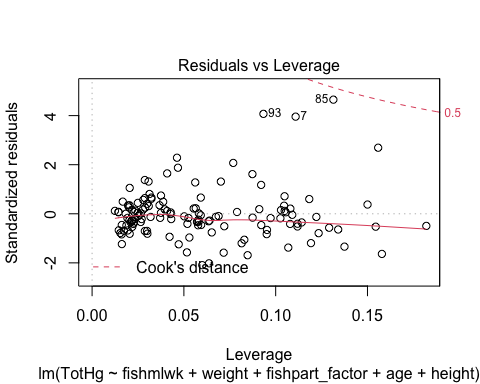 Residuals vs Leverage
Standardized residuals
4
2
0
-2
93
7
85
0.5
Cook's distance
0.00
0.05
0.10
0.15
Leverage
lm(TotHg ~ fishmlwk + weight + fishpart_factor + age + height)